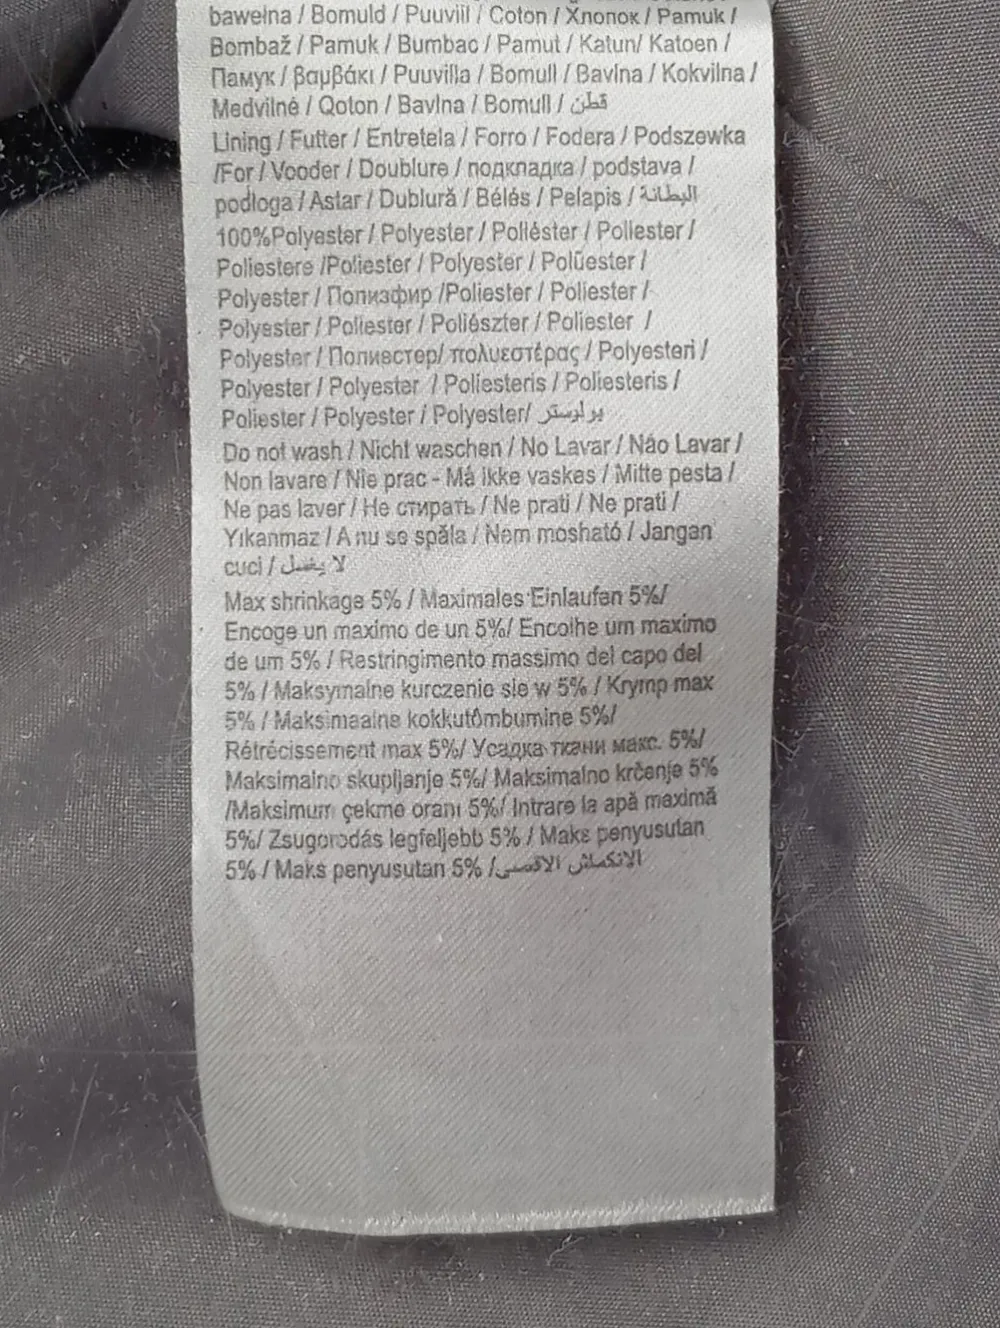 bawełna / Bomuld / Puuviil / Coton / Хлопок / Pamuk /
Bombaž / Pamuk / Bumbac / Pamut / Katun/ Katoen /
Памук / βαμβάκι / Puuvilla / Bomull / Bavlna / Kokvilna /
Medvilnė / Qoton / Bavlna / Bomull / قطن
Lining / Futter / Entretela / Forro / Fodera / Podszewka
/For / Vooder / Doublure / подкладка / podstava /
podloga / Astar / Dublură / Bélés / Pelapis / البطانة
100%Polyester / Polyester / Poliéster / Poliester /
Poliestere /Poliester / Polyester / Polüester /
Polyester / Полиэфир /Poliester / Poliester /
Polyester / Poliester / Poliészter / Poliester /
Polyester / Полиестер/ πολυεστέρας / Polyesteri /
Polyester / Polyester / Poliesteris / Poliesteris /
Poliester / Polyester / Polyester/ بر لوستر
Do not wash / Nicht waschen / No Lavar / Não Lavar /
Non lavare / Nie prac - Må ikke vaskes / Mitte pesta /
Ne pas laver / Не стирать / Ne prati / Ne prati /
Yıkanmaz / A nu se spăla / Nem mosható / Jangan
cuci / لا يغسل
Max shrinkage 5% / Maximales Einlaufen 5%/
Encoge un maximo de un 5%/ Encolhe um maximo
de um 5% / Restringimento massimo del capo del
5% / Maksymalne kurczenie sie w 5% / Krymp max
5% / Maksimaalne kokkutõmbumine 5%/
Rétrécissement max 5%/ Усадка ткани макс. 5%/
Maksimalno skupljanje 5%/ Maksimalno krčenje 5%
/Maksimum çekme oranı 5%/ Intrare la apă maximă
5%/ Zsugorodás legfeljebb 5% / Maks penyusutan
5% / Maks penyusutan 5% / الانكماش الاقصى